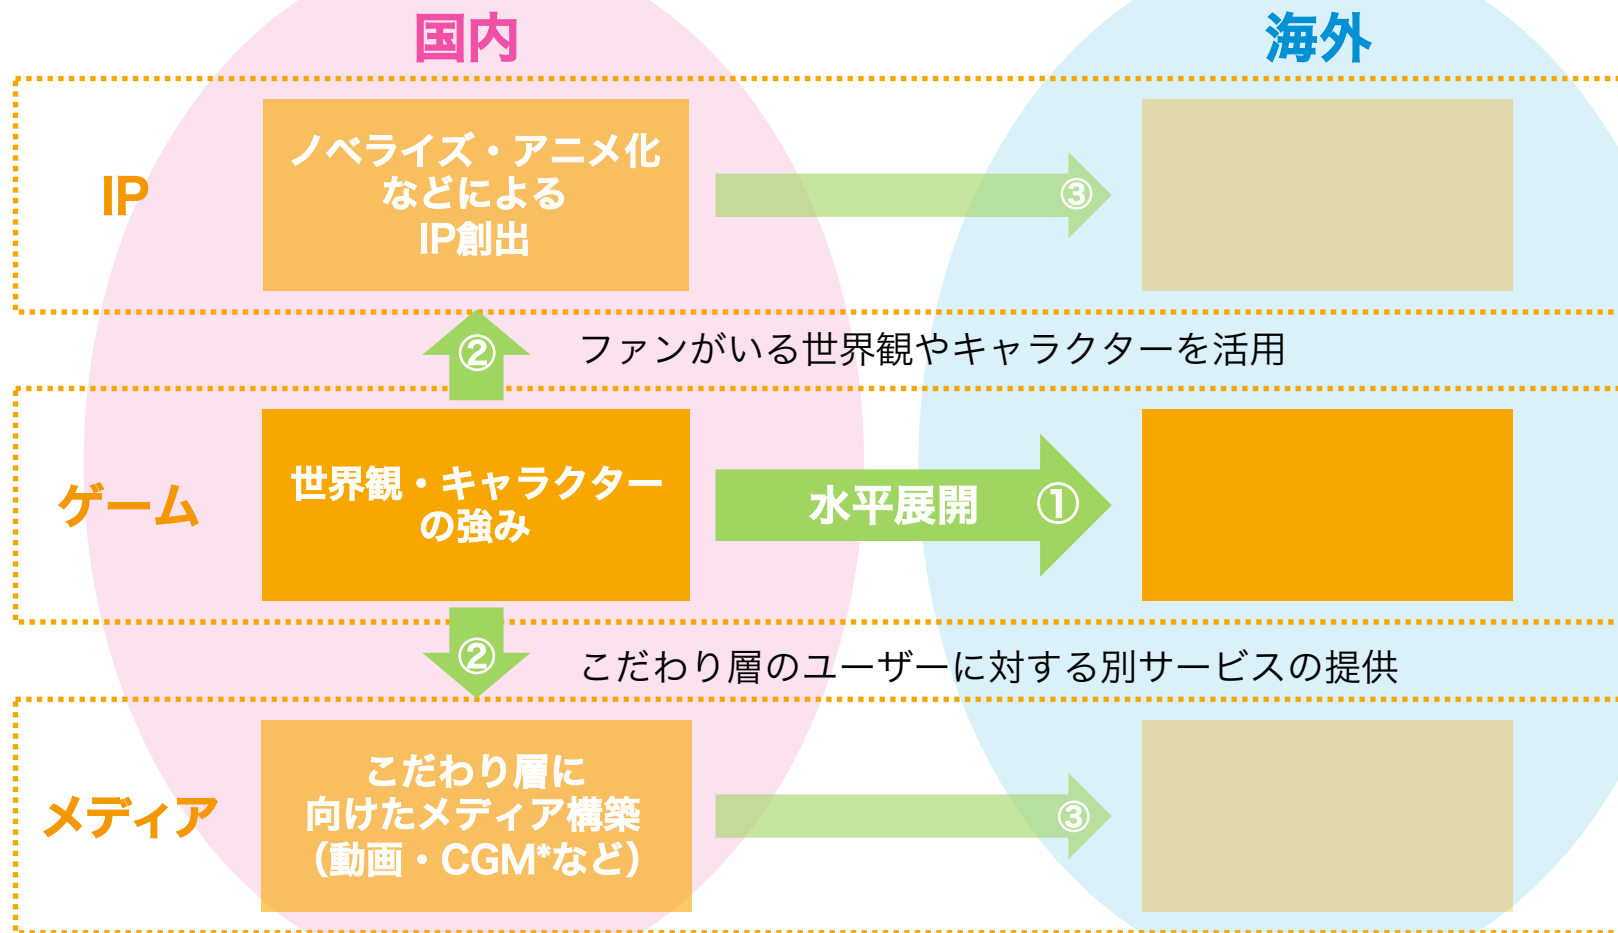 国内
海外
IP
ノベライズ・アニメ化
などによる
IP創出
③
②
ファンがいる世界観やキャラクターを活用
ゲーム
世界観・キャラクター
の強み
水平展開 ①
②
こだわり層のユーザーに対する別サービスの提供
メディア
こだわり層に
向けたメディア構築
（動画・CGM*など）
③